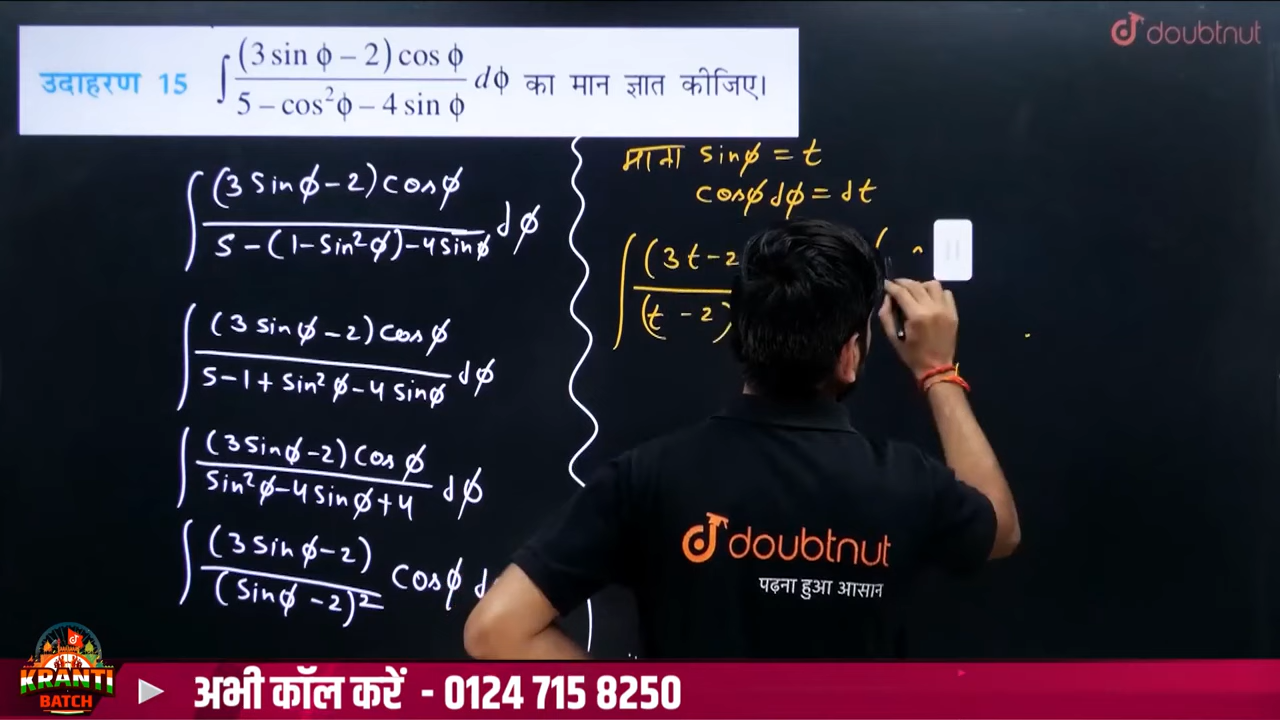 doubtnut
उदाहरण 15 ∫ (3 sin ϕ – 2) cos ϕ / 5 – cos²ϕ – 4 sin ϕ dϕ का मान ज्ञात कीजिए।
∫ (3 sinϕ - 2) cosϕ / 5 - (1 - sin²ϕ) - 4 sinϕ dϕ
∫ (3 sinϕ - 2) cosϕ / 5 - 1 + sin²ϕ - 4 sinϕ dϕ
∫ (3 sinϕ - 2) cosϕ / sin²ϕ - 4 sinϕ + 4 dϕ
∫ (3 sinϕ - 2) / (sinϕ - 2)² cosϕ d
माना sinϕ = t
cosϕ dϕ = dt
∫ (3t - 2 / (t - 2)
doubtnut
पढ़ना हुआ आसान
KRANTI
BATCH
अभी कॉल करें - 0124 715 8250